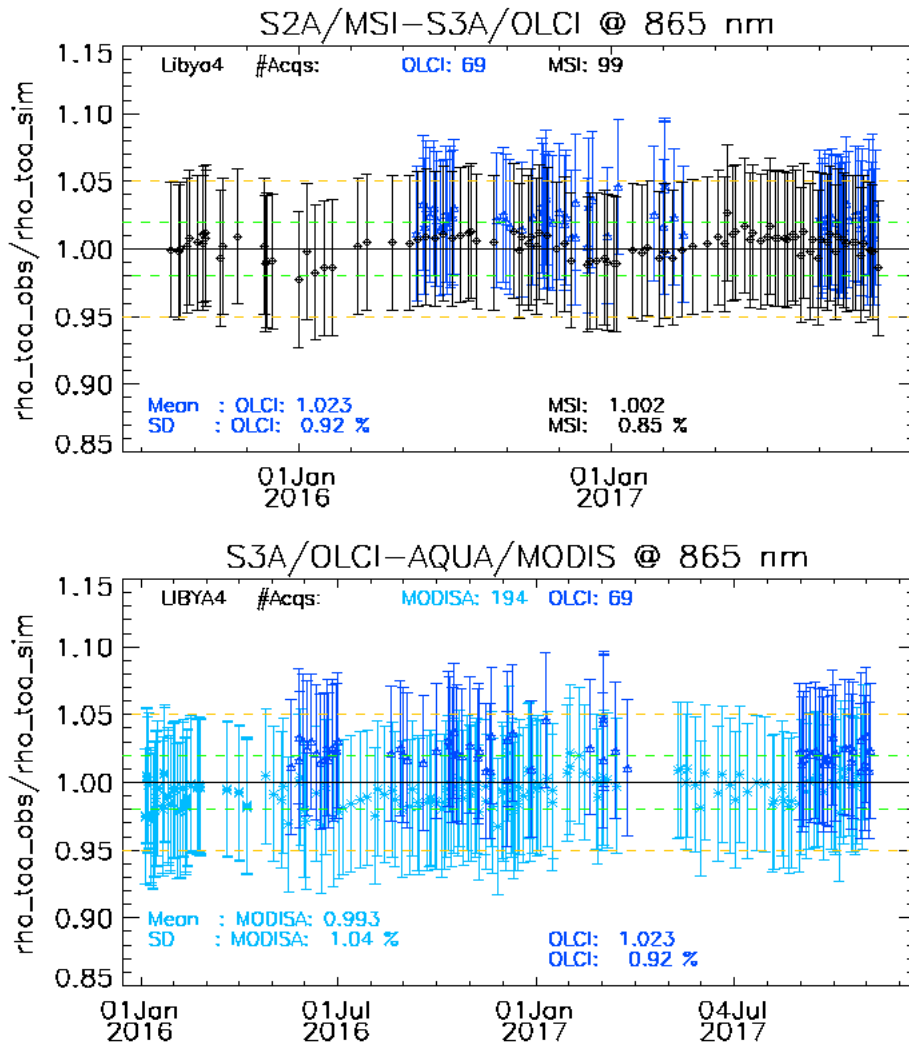 S2A/MSI-S3A/OLCI @ 865 nm
1.15
Libya4 #Acqs: OLCI: 69 MSI: 99
1.10
1.05
1.00
0.95
0.90
0.85
rho_toa_obs/rho_toa_sim
Mean : OLCI: 1.023 MSI: 1.002
SD : OLCI: 0.92 % MSI: 0.85 %
01Jan 01Jan
2016 2017
S3A/OLCI-AQUA/MODIS @ 865 nm
1.15
LIBYA4 #Acqs: MODISA: 194 OLCI: 69
1.10
1.05
1.00
0.95
0.90
0.85
rho_toa_obs/rho_toa_sim
Mean : MODISA: 0.993
SD : MODISA: 1.04 %
OLCI: 1.023
OLCI: 0.92 %
01Jan 01Jul 01Jan 04Jul
2016 2016 2017 2017